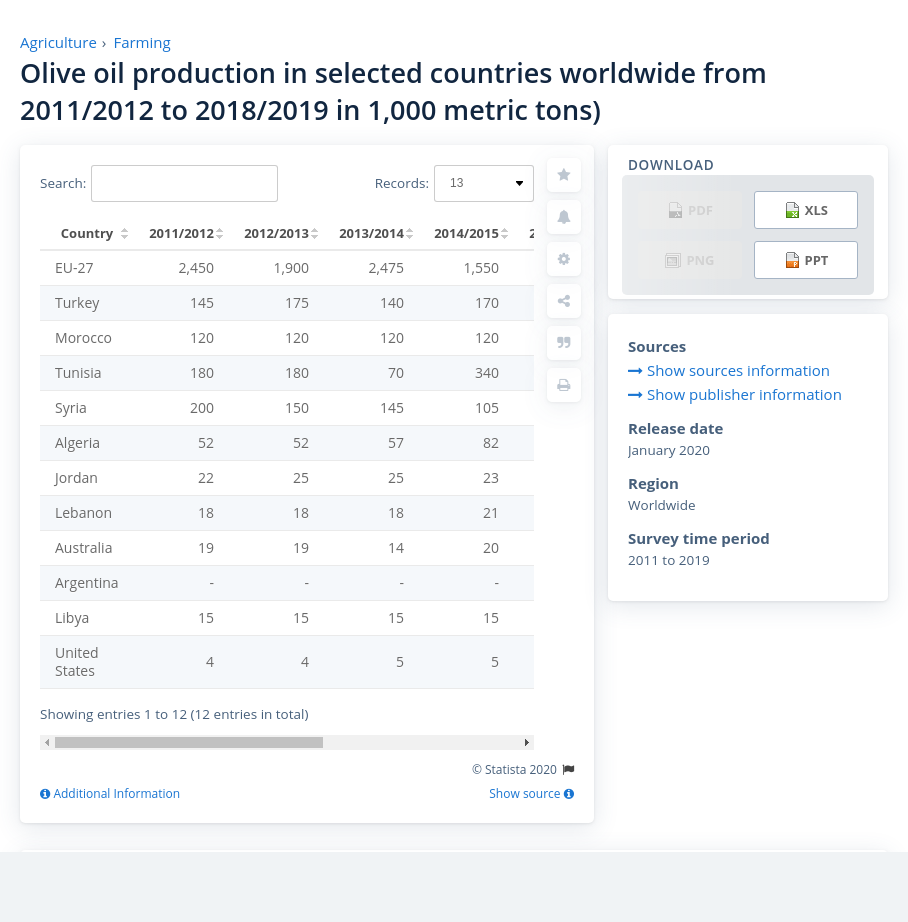 Agriculture › Farming
Olive oil production in selected countries worldwide from
2011/2012 to 2018/2019 in 1,000 metric tons)
Search:
Records: 13
Country 2011/2012 2012/2013 2013/2014 2014/2015 2
EU-27 2,450 1,900 2,475 1,550
Turkey 145 175 140 170
Morocco 120 120 120 120
Tunisia 180 180 70 340
Syria 200 150 145 105
Algeria 52 52 57 82
Jordan 22 25 25 23
Lebanon 18 18 18 21
Australia 19 19 14 20
Argentina - - - -
Libya 15 15 15 15
United
States 4 4 5 5
Showing entries 1 to 12 (12 entries in total)
© Statista 2020
Additional Information
Show source
DOWNLOAD
PDF XLS
PNG PPT
Sources
Show sources information
Show publisher information
Release date
January 2020
Region
Worldwide
Survey time period
2011 to 2019